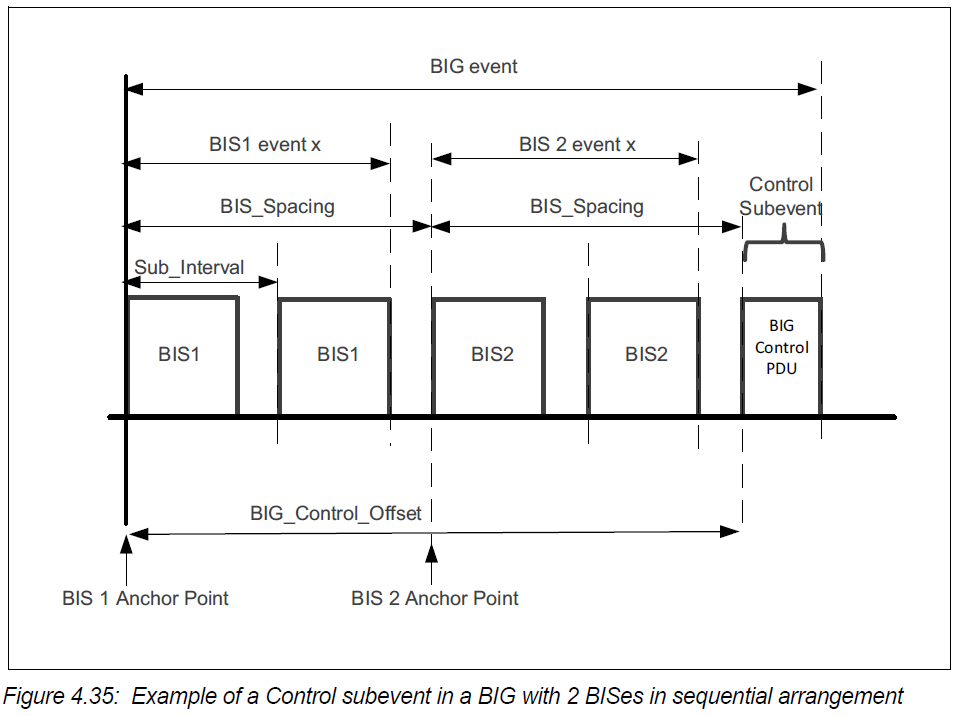 BIG event
BIS1 event x
BIS 2 event x
Control
Subevent
BIS_Spacing
BIS_Spacing
Sub_Interval
BIS1
BIS1
BIS2
BIS2
BIG
Control
PDU
BIG_Control_Offset
BIS 1 Anchor Point
BIS 2 Anchor Point
Figure 4.35: Example of a Control subevent in a BIG with 2 BISes in sequential arrangement